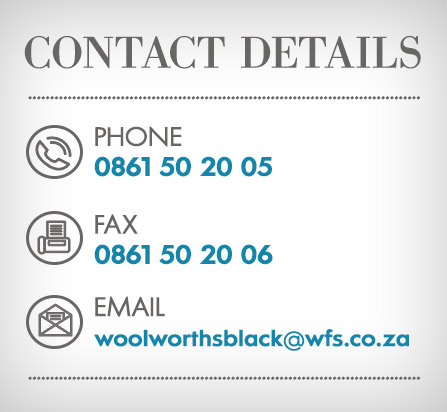 CONTACT DETAILS
PHONE
0861 50 20 05
FAX
0861 50 20 06
EMAIL
woolworthsblack@wfs.co.za